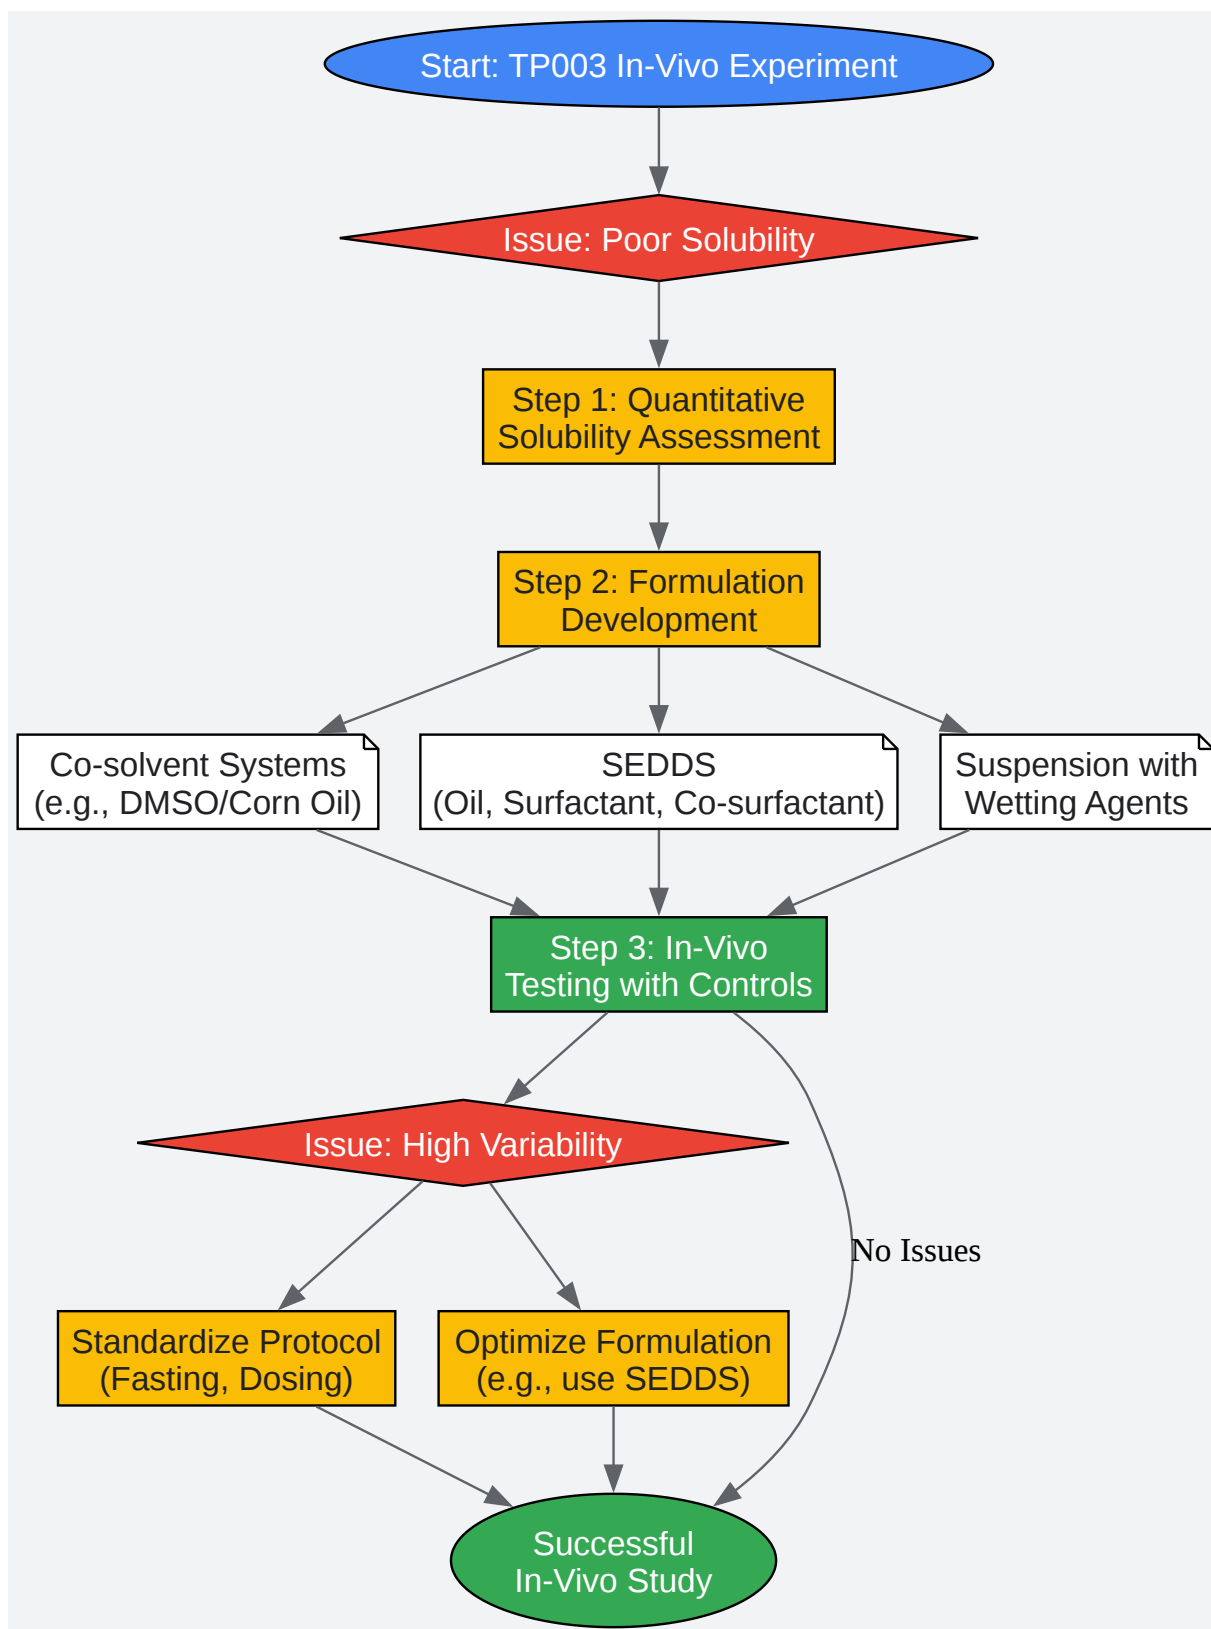 Start: TP003 In-Vivo Experiment
Issue: Poor Solubility
Step 1: Quantitative
Solubility Assessment
Step 2: Formulation
Development
Co-solvent Systems
(e.g., DMSO/Corn Oil)
SEDDS
(Oil, Surfactant, Co-surfactant)
Suspension with
Wetting Agents
Step 3: In-Vivo
Testing with Controls
Issue: High Variability
No Issues
Standardize Protocol
(Fasting, Dosing)
Optimize Formulation
(e.g., use SEDDS)
Successful
In-Vivo Study